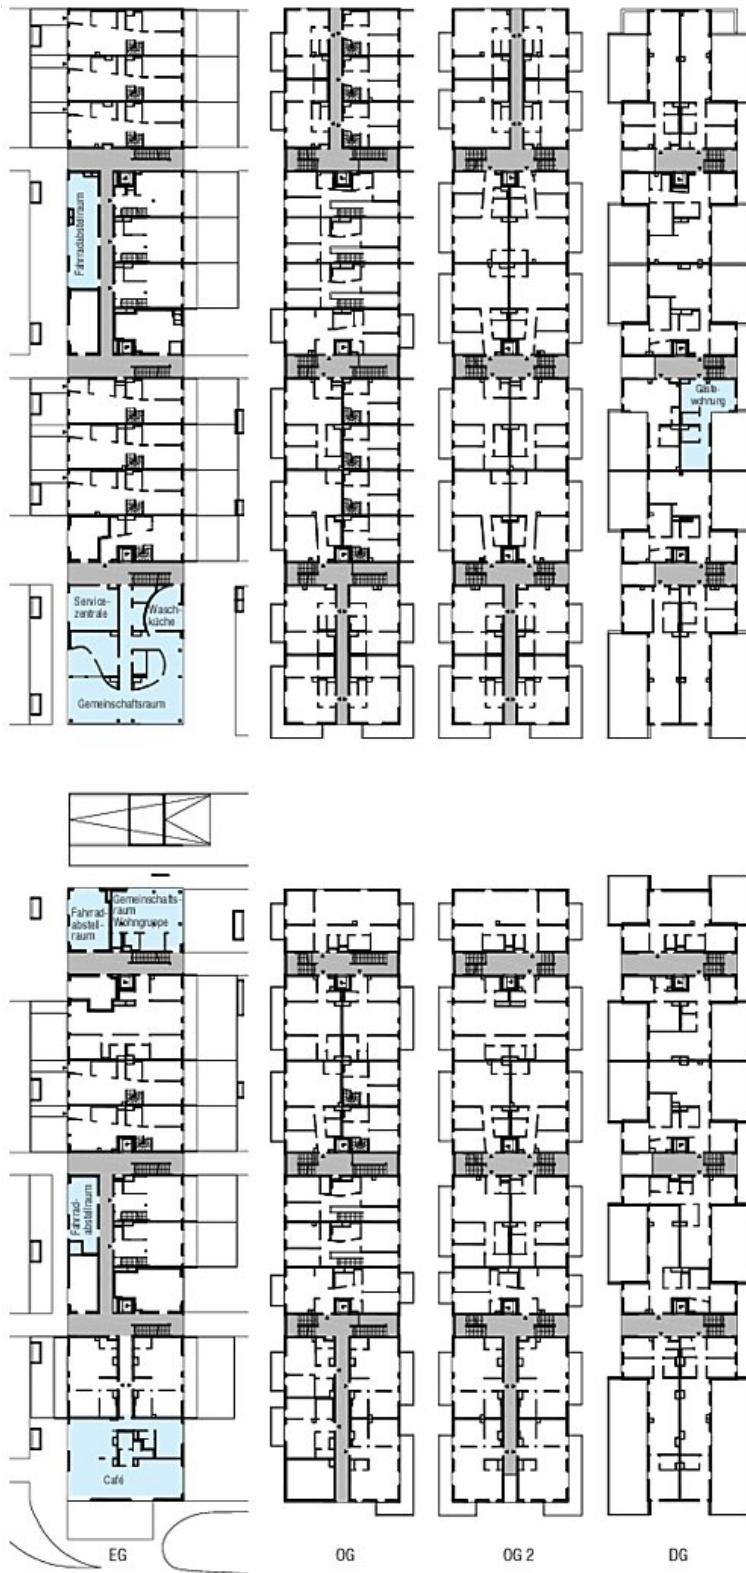 Fahrradabstellraum
Gäste-
wohnung
Service-
zentrale
Wasch-
küche
Gemeinschaftsraum
Fahrrad-
abstell-
raum
Gemeinschafts-
raum
Wohngruppe
Fahrrad-
abstellraum
Café
EG
OG
OG 2
DG